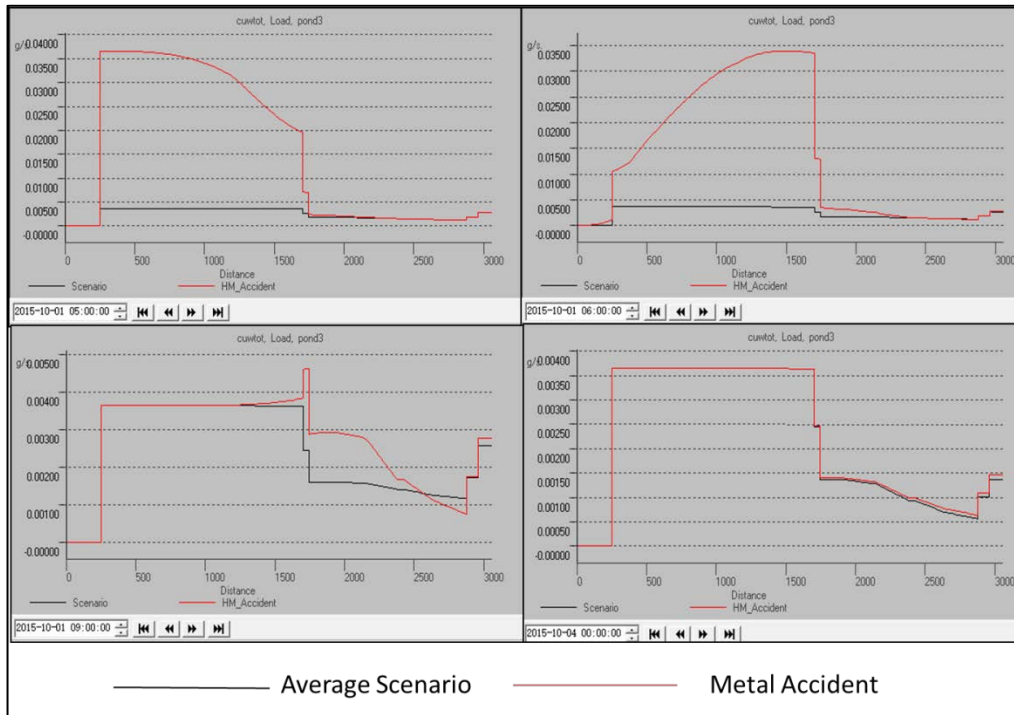 cuwtot, Load, pond3
g/s
0.04000
0.03500
0.03000
0.02500
0.02000
0.01500
0.01000
0.00500
-0.00000
0 500 1000 1500 2000 2500 3000
Distance
Scenario HM_Accident
2015-10-01 05:00:00
cuwtot, Load, pond3
g/s
0.03500
0.03000
0.02500
0.02000
0.01500
0.01000
0.00500
-0.00000
0 500 1000 1500 2000 2500 3000
Distance
Scenario HM_Accident
2015-10-01 06:00:00
cuwtot, Load, pond3
g/s
0.00500
0.00400
0.00300
0.00200
0.00100
-0.00000
0 500 1000 1500 2000 2500 3000
Distance
Scenario HM_Accident
2015-10-01 09:00:00
cuwtot, Load, pond3
g/s
0.00400
0.00350
0.00300
0.00250
0.00200
0.00150
0.00100
0.00050
0.00000
0 500 1000 1500 2000 2500 3000
Distance
Scenario HM_Accident
2015-10-04 00:00:00
Average Scenario Metal Accident